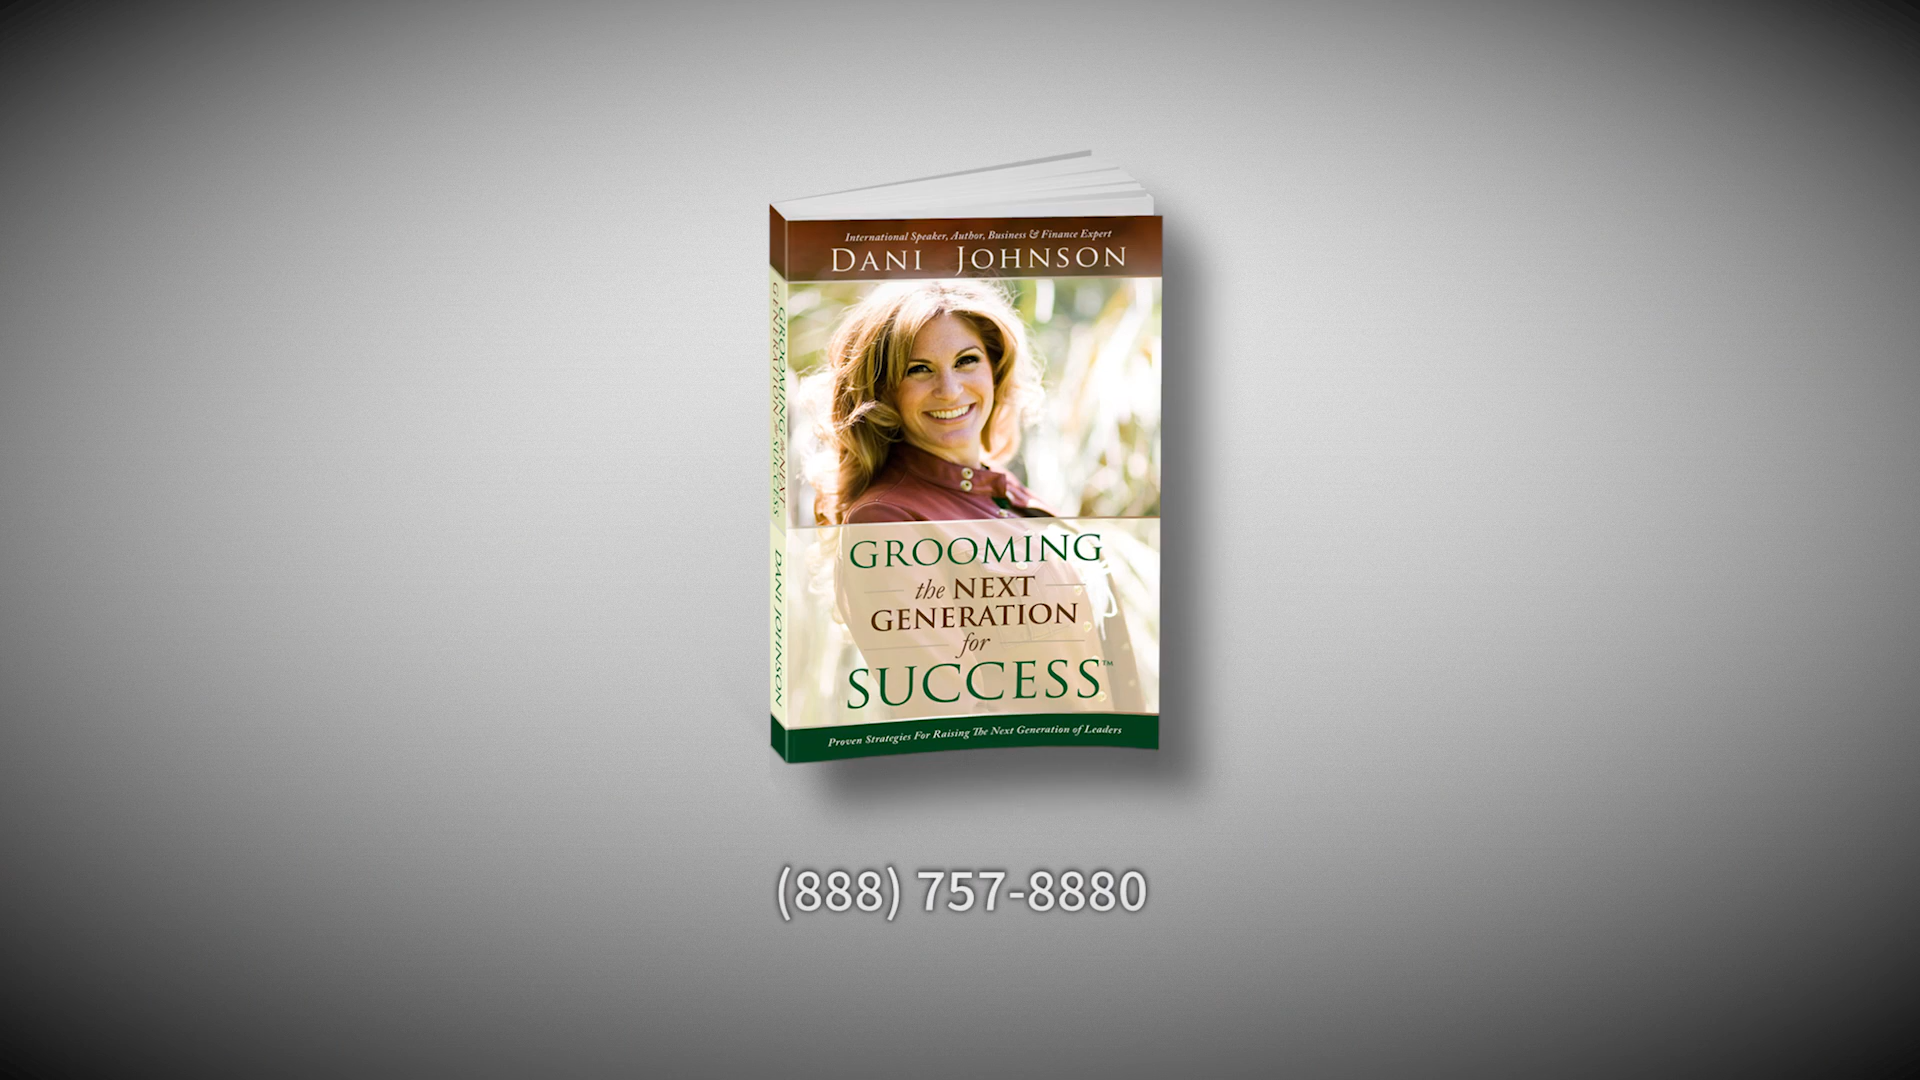 International Speaker, Author, Business & Finance Expert
DANI JOHNSON
GROOMING the NEXT GENERATION for SUCCESS
DANI JOHNSON
GROOMING
the NEXT
GENERATION
for
SUCCESS™
Proven Strategies For Raising The Next Generation of Leaders
(888) 757-8880